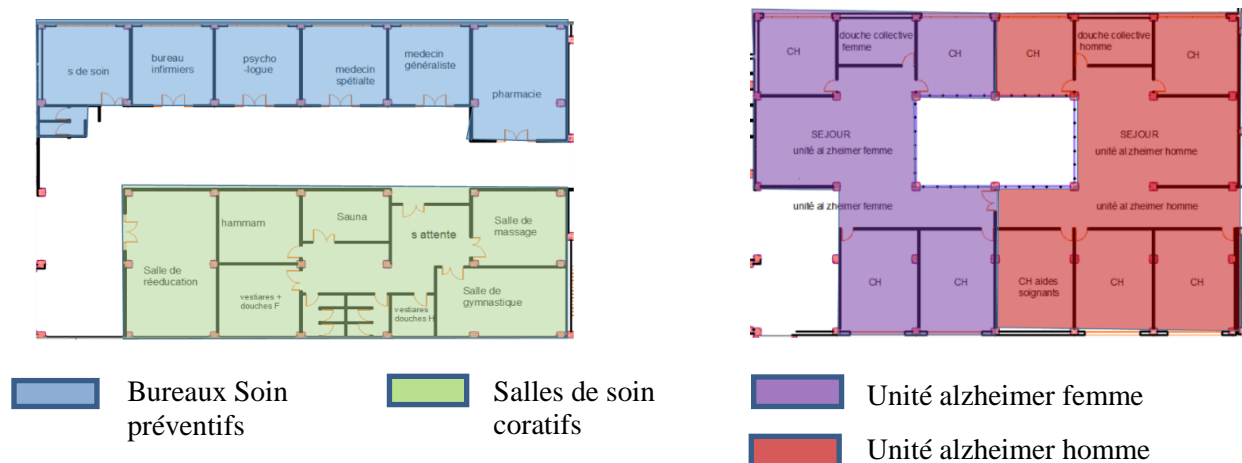 s de soin
bureau
infirmiers
psycho
-logue
medecin
spétialte
medecin
généraliste
pharmacie
hammam
Sauna
s attente
Salle de
massage
Salle de
réeducation
vestiares +
douches F
vestiares
douches H
Salle de
gymnastique
Bureaux Soin
préventifs
Salles de soin
coratifs
CH
douche collective
femme
CH
CH
douche collective
homme
CH
SEJOUR
unité al zheimer femme
SEJOUR
unité al zheimer homme
unité al zheimer femme
unité al zheimer homme
CH
CH
CH aides
soignants
CH
CH
Unité alzheimer femme
Unité alzheimer homme